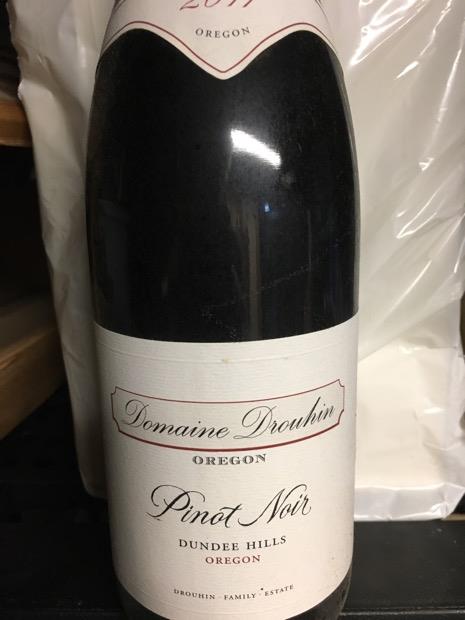 OREGON
Domaine Drouhin
OREGON
Pinot Noir
DUNDEE HILLS
OREGON
DROUHIN · FAMILY · ESTATE